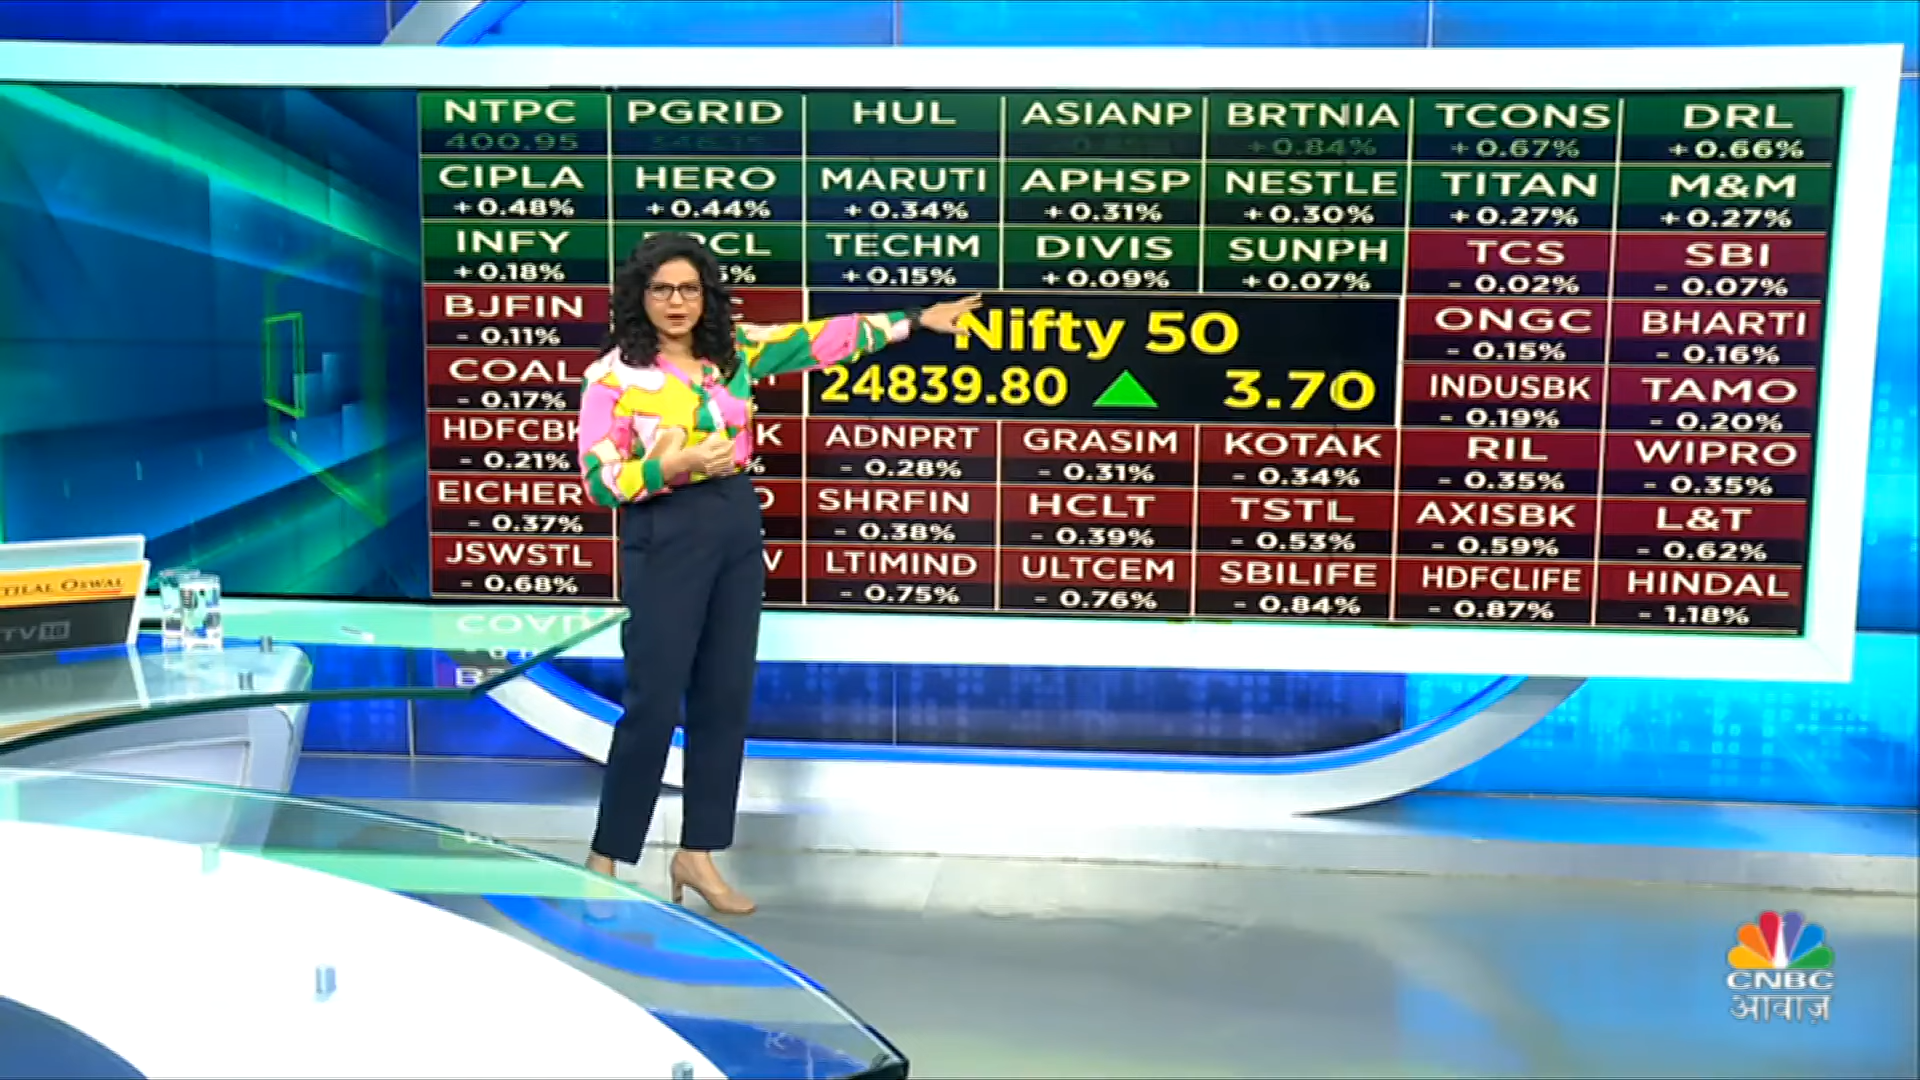 NTPC PGRID HUL ASIANP BRTNIA TCONS DRL
400.95 +0.84% +0.67% +0.66%
CIPLA HERO MARUTI APHSP NESTLE TITAN M&M
+0.48% +0.44% +0.34% +0.31% +0.30% +0.27% +0.27%
INFY TECHM DIVIS SUNPH TCS SBI
+0.18% +0.15% +0.09% +0.07% - 0.02% - 0.07%
BJFIN Nifty 50 ONGC BHARTI
- 0.11% - 0.15% - 0.16%
COAL 24839.80 ▲ 3.70 INDUSBK TAMO
- 0.17% - 0.19% - 0.20%
HDFCBK ADNPRT GRASIM KOTAK RIL WIPRO
- 0.21% - 0.28% - 0.31% - 0.34% - 0.35% - 0.35%
EICHER SHRFIN HCLT TSTL AXISBK L&T
- 0.37% - 0.38% - 0.39% - 0.53% - 0.59% - 0.62%
JSWSTL LTIMIND ULTCEM SBILIFE HDFCLIFE HINDAL
- 0.68% - 0.75% - 0.76% - 0.84% - 0.87% - 1.18%
OSWAL
TV18
CNBC
आवाज़